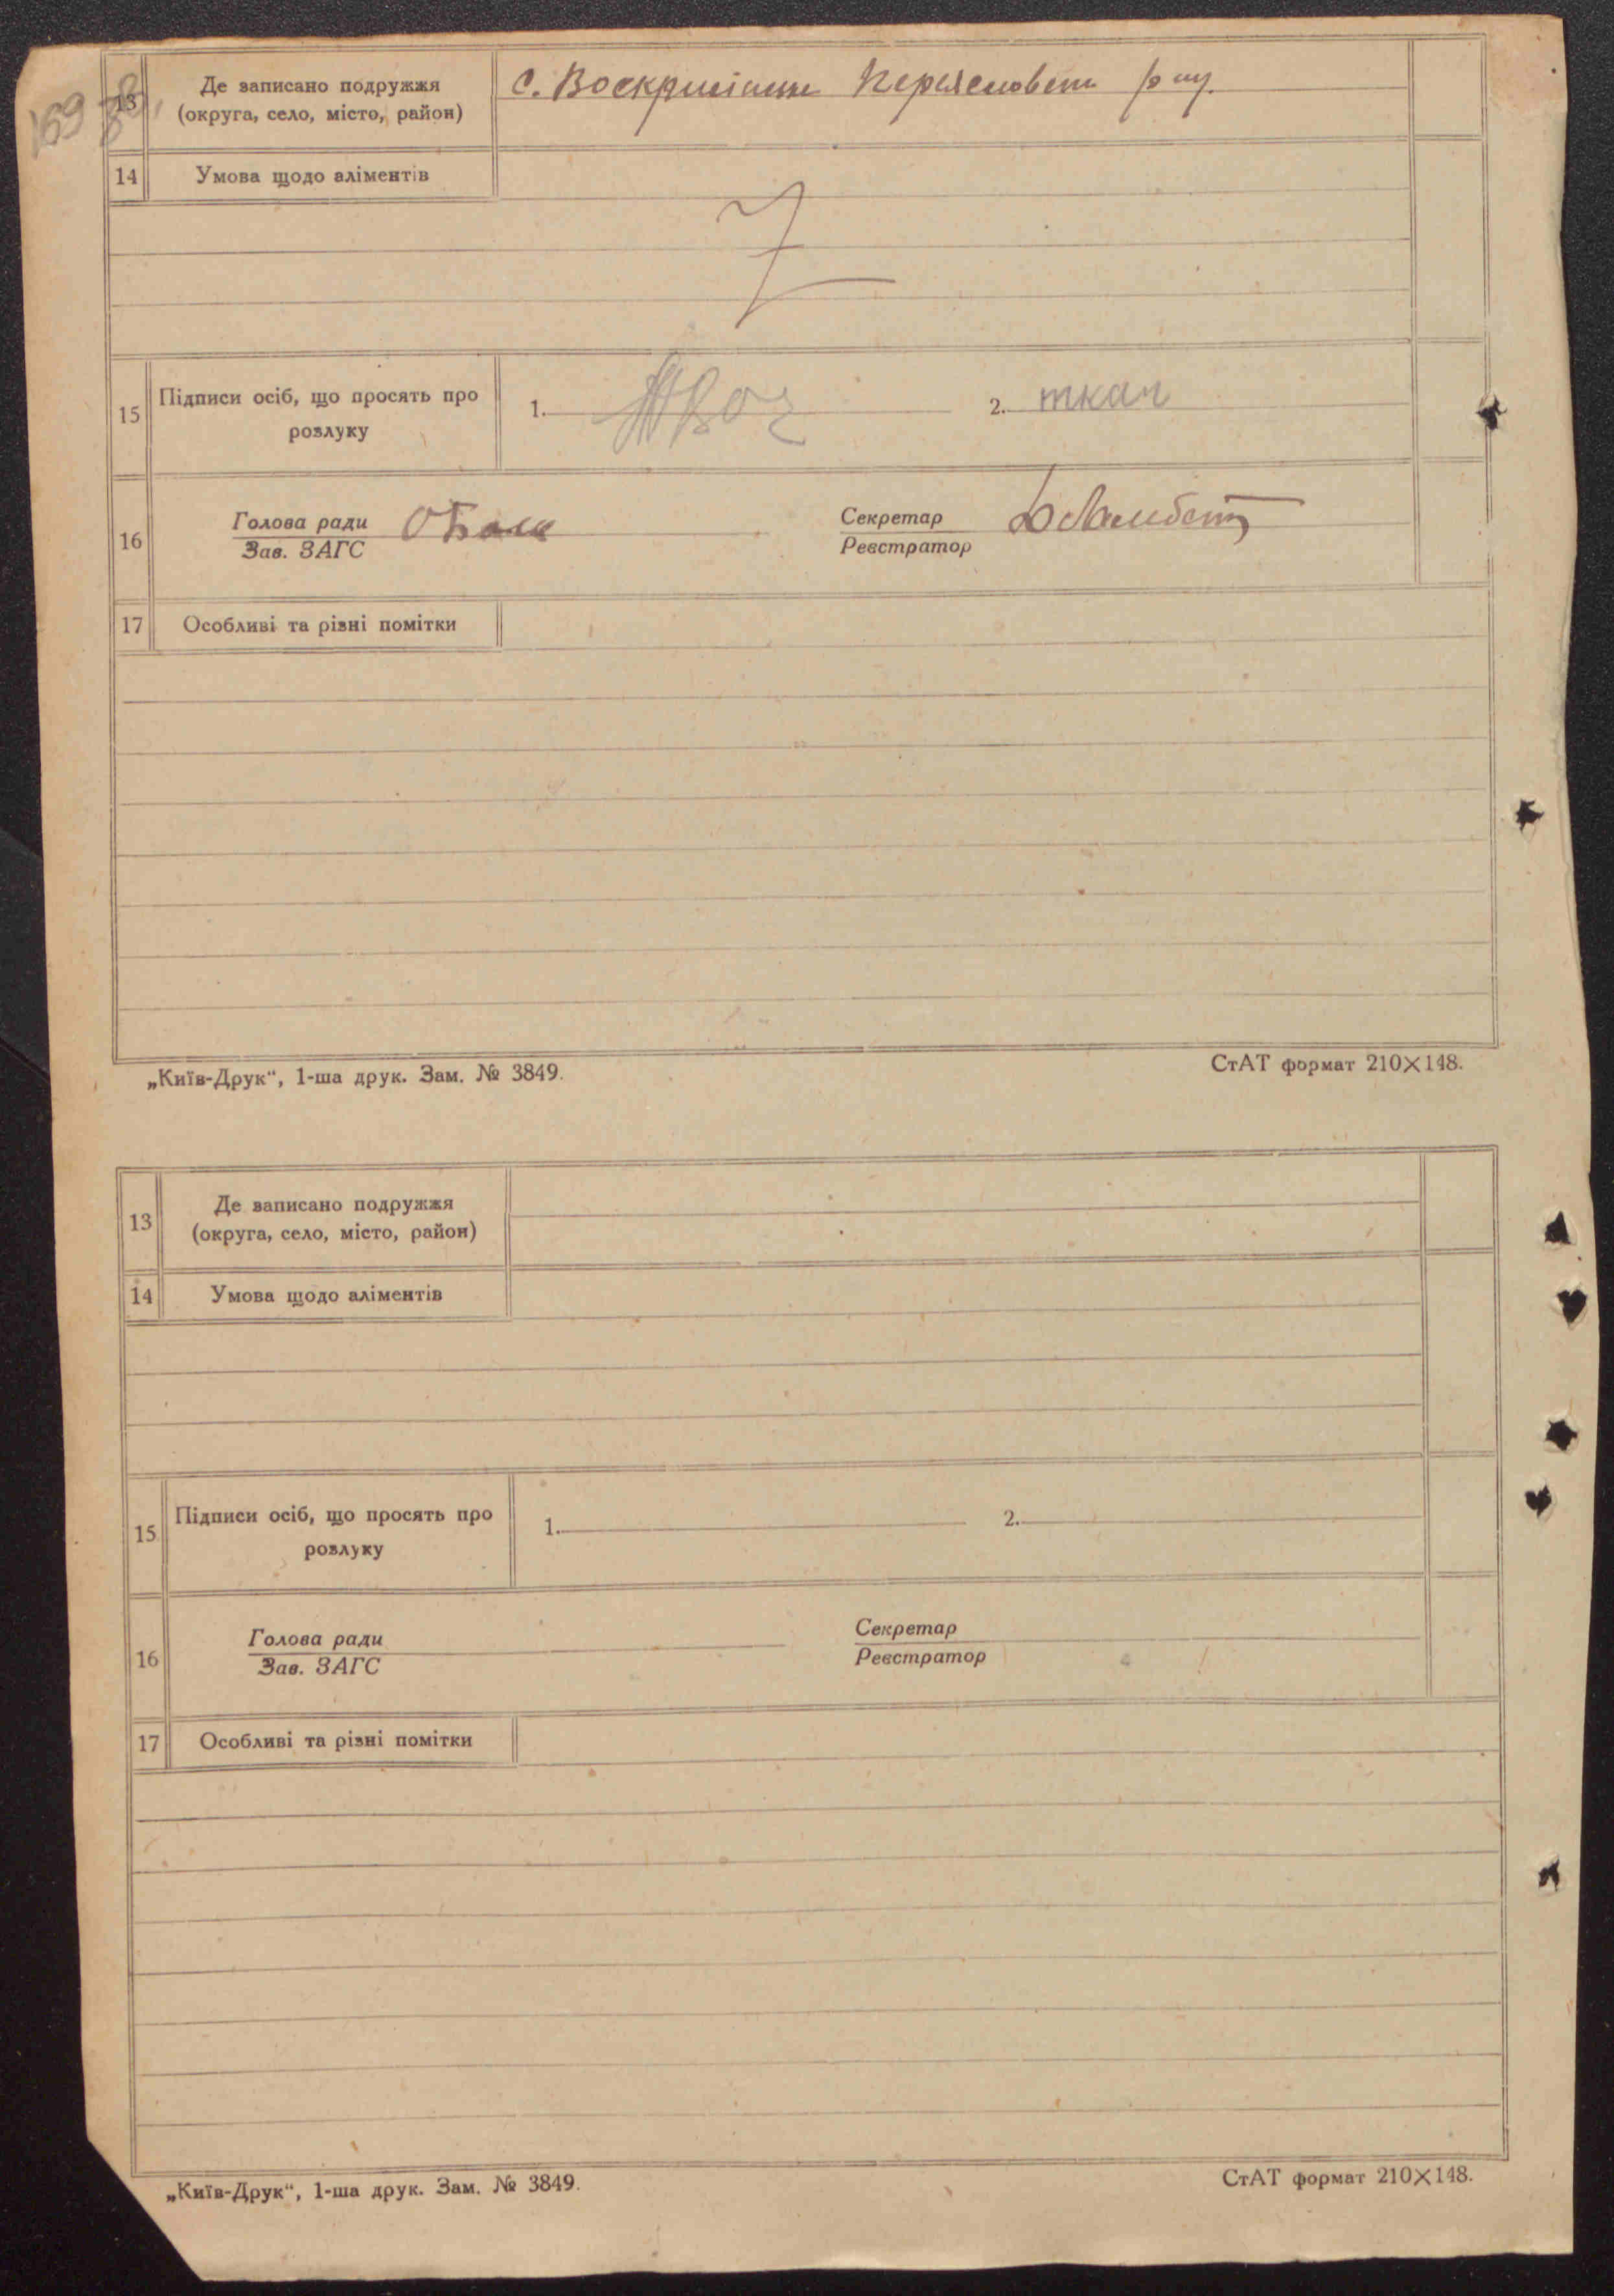 169
13 Де записано подружжя (округа, село, місто, район) с.
14 Умова щодо аліментів
15 Підписи осіб, що просять про розлуку 1. 2. ткач
16 Голова ради Зав. ЗАГС Секретар Реєстратор
17 Особливі та різні помітки
„Київ-Друк“, 1-ша друк. Зам. № 3849. СтАТ формат 210×148.
13 Де записано подружжя (округа, село, місто, район)
14 Умова щодо аліментів
15 Підписи осіб, що просять про розлуку 1. 2.
16 Голова ради Зав. ЗАГС Секретар Реєстратор
17 Особливі та різні помітки
„Київ-Друк“, 1-ша друк. Зам. № 3849. СтАТ формат 210×148.